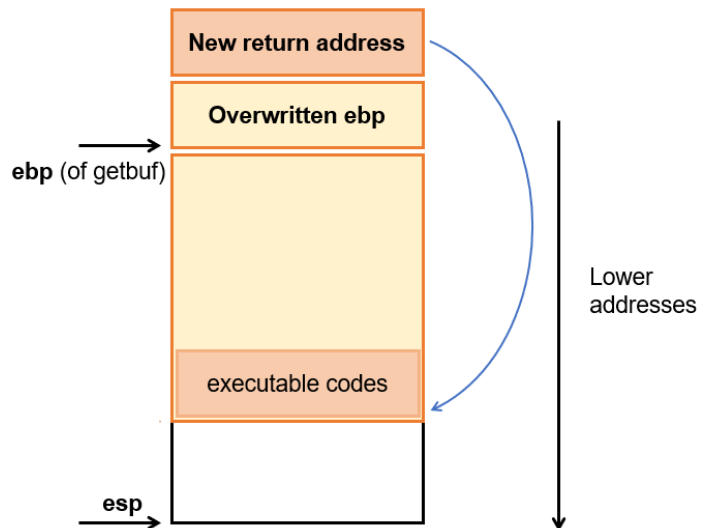 New return address
Overwritten ebp
ebp (of getbuf)
Lower
addresses
executable codes
esp